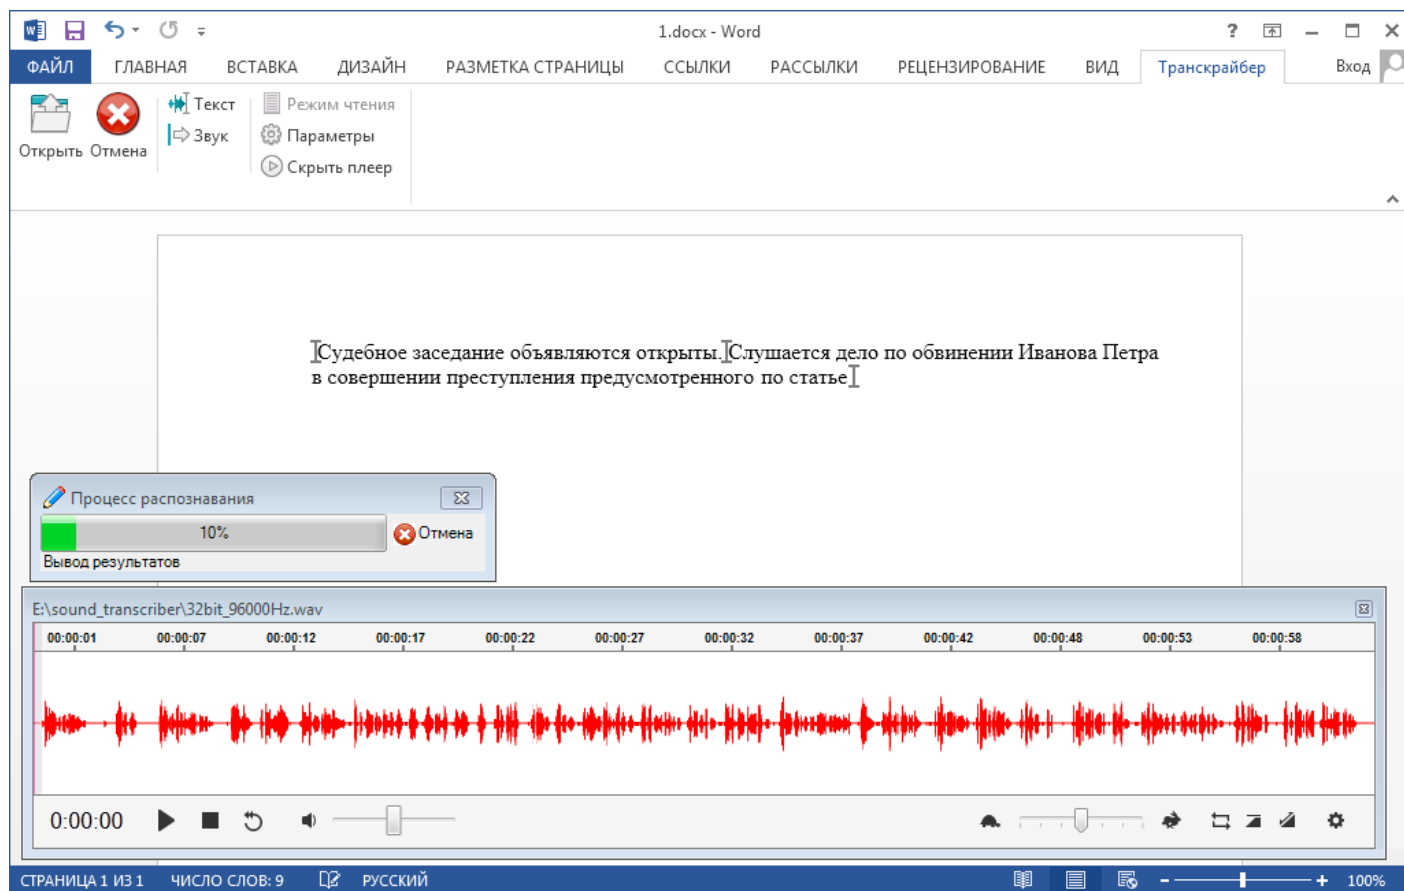 1.docx - Word
?
ФАЙЛ ГЛАВНАЯ ВСТАВКА ДИЗАЙН РАЗМЕТКА СТРАНИЦЫ ССЫЛКИ РАССЫЛКИ РЕЦЕНЗИРОВАНИЕ ВИД Транскрайбер Вход
Открыть
Отмена
Текст
Звук
Режим чтения
Параметры
Скрыть плеер
Судебное заседание объявляются открыты. Слушается дело по обвинении Иванова Петра
в совершении преступления предусмотренного по статье
Процесс распознавания
10% Отмена
Вывод результатов
E:\sound_transcriber\32bit_96000Hz.wav
00:00:01 00:00:07 00:00:12 00:00:17 00:00:22 00:00:27 00:00:32 00:00:37 00:00:42 00:00:48 00:00:53 00:00:58
0:00:00
СТРАНИЦА 1 ИЗ 1 ЧИСЛО СЛОВ: 9 РУССКИЙ 100%